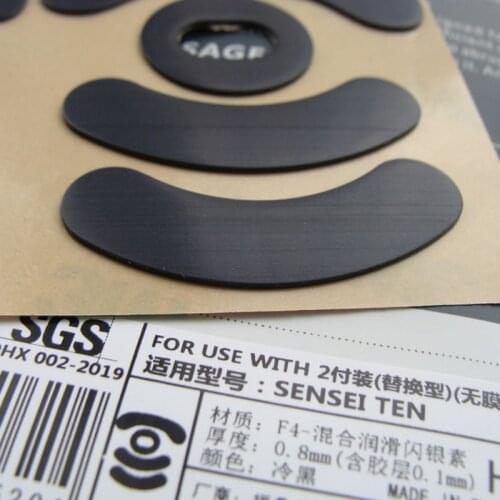 SAGE
it. A
SGS
HX 002-2019
FOR USE WITH 2付装(替换型)(无膜
适用型号：SENSEI TEN
材质：F4-混合润滑闪银素
厚度：0.8mm(含胶层0.1mm)
颜色：冷黑
MADE